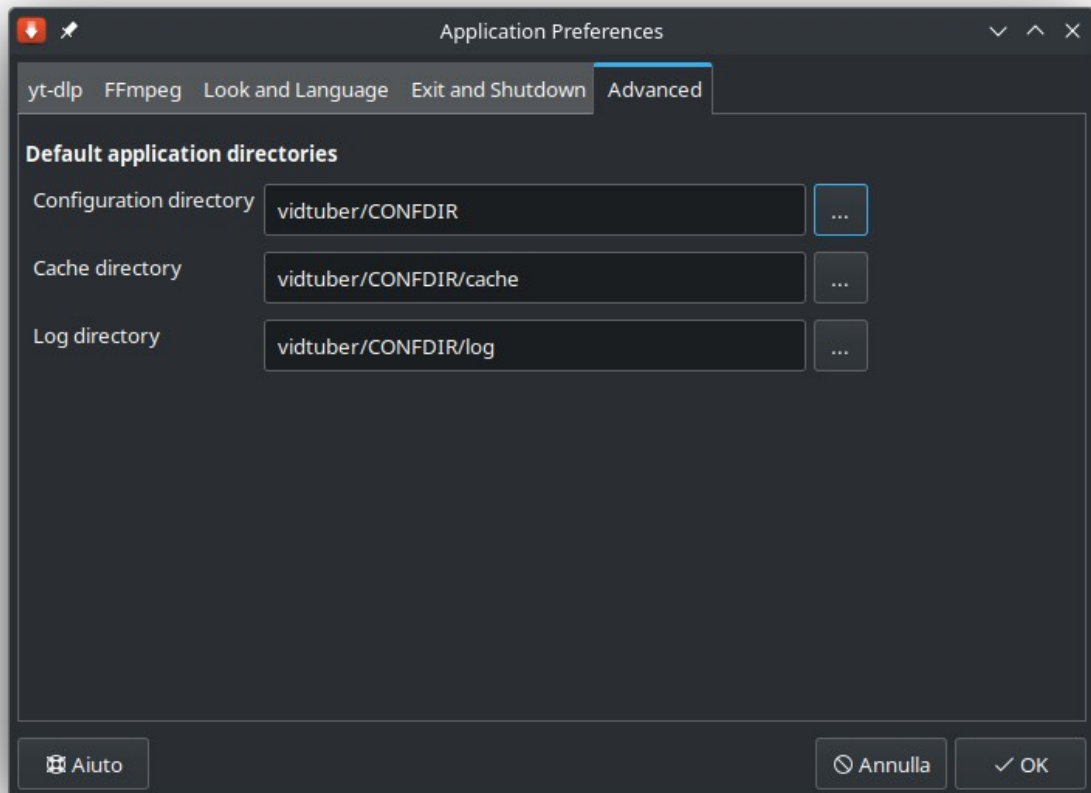 Application Preferences
yt-dlp FFmpeg Look and Language Exit and Shutdown Advanced
Default application directories
Configuration directory vidtuber/CONFDIR ...
Cache directory vidtuber/CONFDIR/cache ...
Log directory vidtuber/CONFDIR/log ...
Aiuto Annulla OK